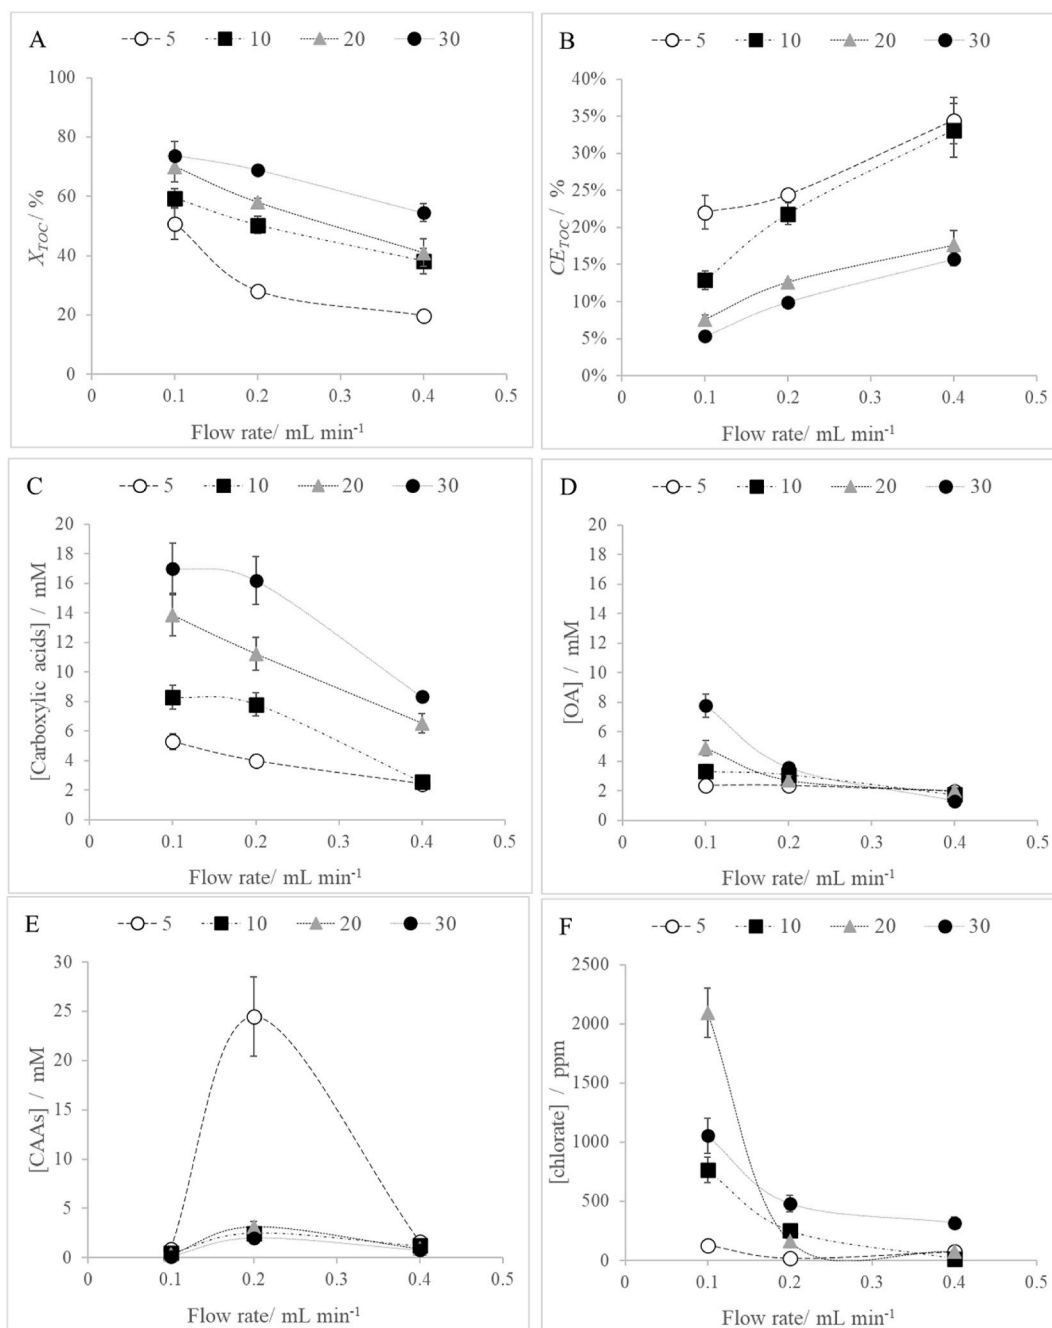 A
5 10 20 30
100
80
60
40
20
0
X_TOC / %
0 0.1 0.2 0.3 0.4 0.5
Flow rate/ mL min⁻¹
B
5 10 20 30
40%
35%
30%
25%
20%
15%
10%
5%
0%
CE_TOC / %
0 0.1 0.2 0.3 0.4 0.5
Flow rate/ mL min⁻¹
C
5 10 20 30
20
18
16
14
12
10
8
6
4
2
0
[Carboxylic acids] / mM
0 0.1 0.2 0.3 0.4 0.5
Flow rate/ mL min⁻¹
D
5 10 20 30
20
18
16
14
12
10
8
6
4
2
0
[OA] / mM
0 0.1 0.2 0.3 0.4 0.5
Flow rate/ mL min⁻¹
E
5 10 20 30
30
25
20
15
10
5
0
[CAAs] / mM
0 0.1 0.2 0.3 0.4 0.5
Flow rate/ mL min⁻¹
F
5 10 20 30
2500
2000
1500
1000
500
0
[chlorate] / ppm
0 0.1 0.2 0.3 0.4 0.5
Flow rate/ mL min⁻¹